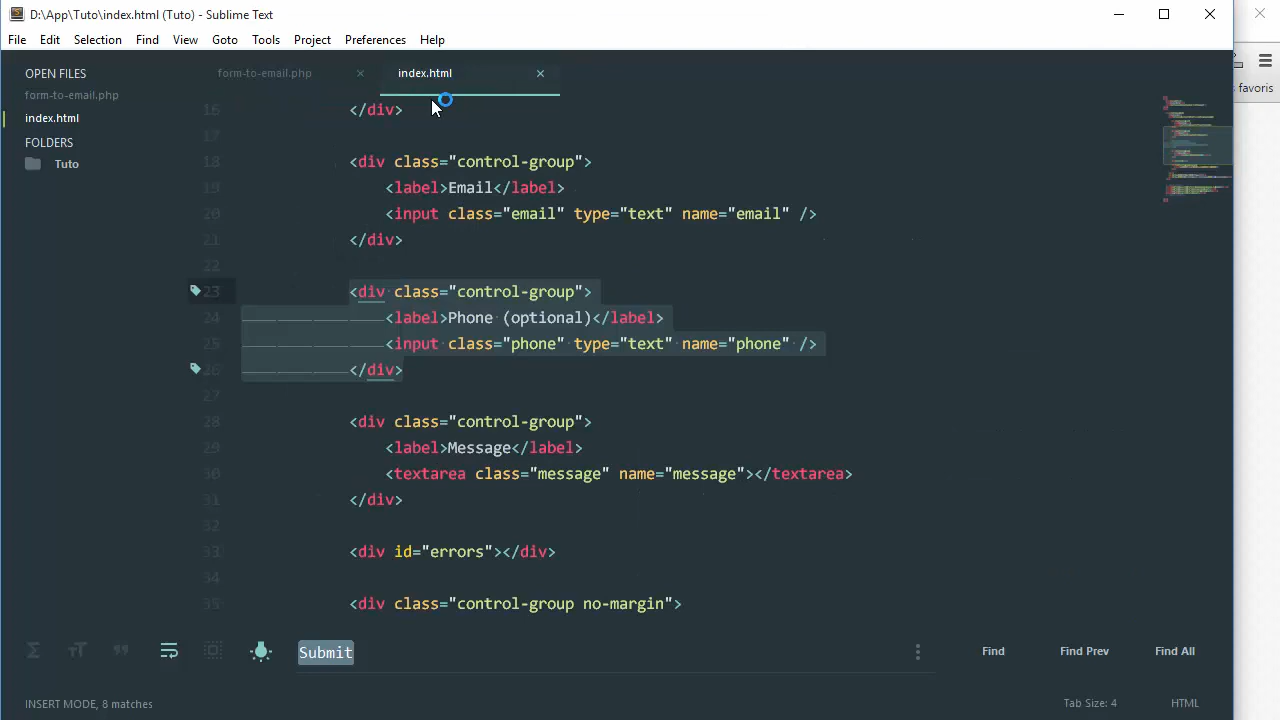 D:\App\Tuto\index.html (Tuto) - Sublime Text
File Edit Selection Find View Goto Tools Project Preferences Help
s favoris
OPEN FILES
form-to-email.php
index.html
FOLDERS
Tuto
form-to-email.php × index.html ×
16 </div>
17
18 <div class="control-group">
19 <label>Email</label>
20 <input class="email" type="text" name="email" />
21 </div>
22
23 <div class="control-group">
24 <label>Phone (optional)</label>
25 <input class="phone" type="text" name="phone" />
26 </div>
27
28 <div class="control-group">
29 <label>Message</label>
30 <textarea class="message" name="message"></textarea>
31 </div>
32
33 <div id="errors"></div>
34
35 <div class="control-group no-margin">
Submit
Find Find Prev Find All
INSERT MODE, 8 matches
Tab Size: 4 HTML